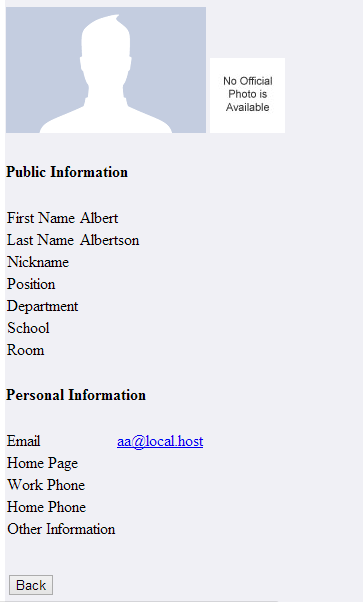 No Official
Photo is
Available
Public Information
First Name Albert
Last Name Albertson
Nickname
Position
Department
School
Room
Personal Information
Email aa@local.host
Home Page
Work Phone
Home Phone
Other Information
Back